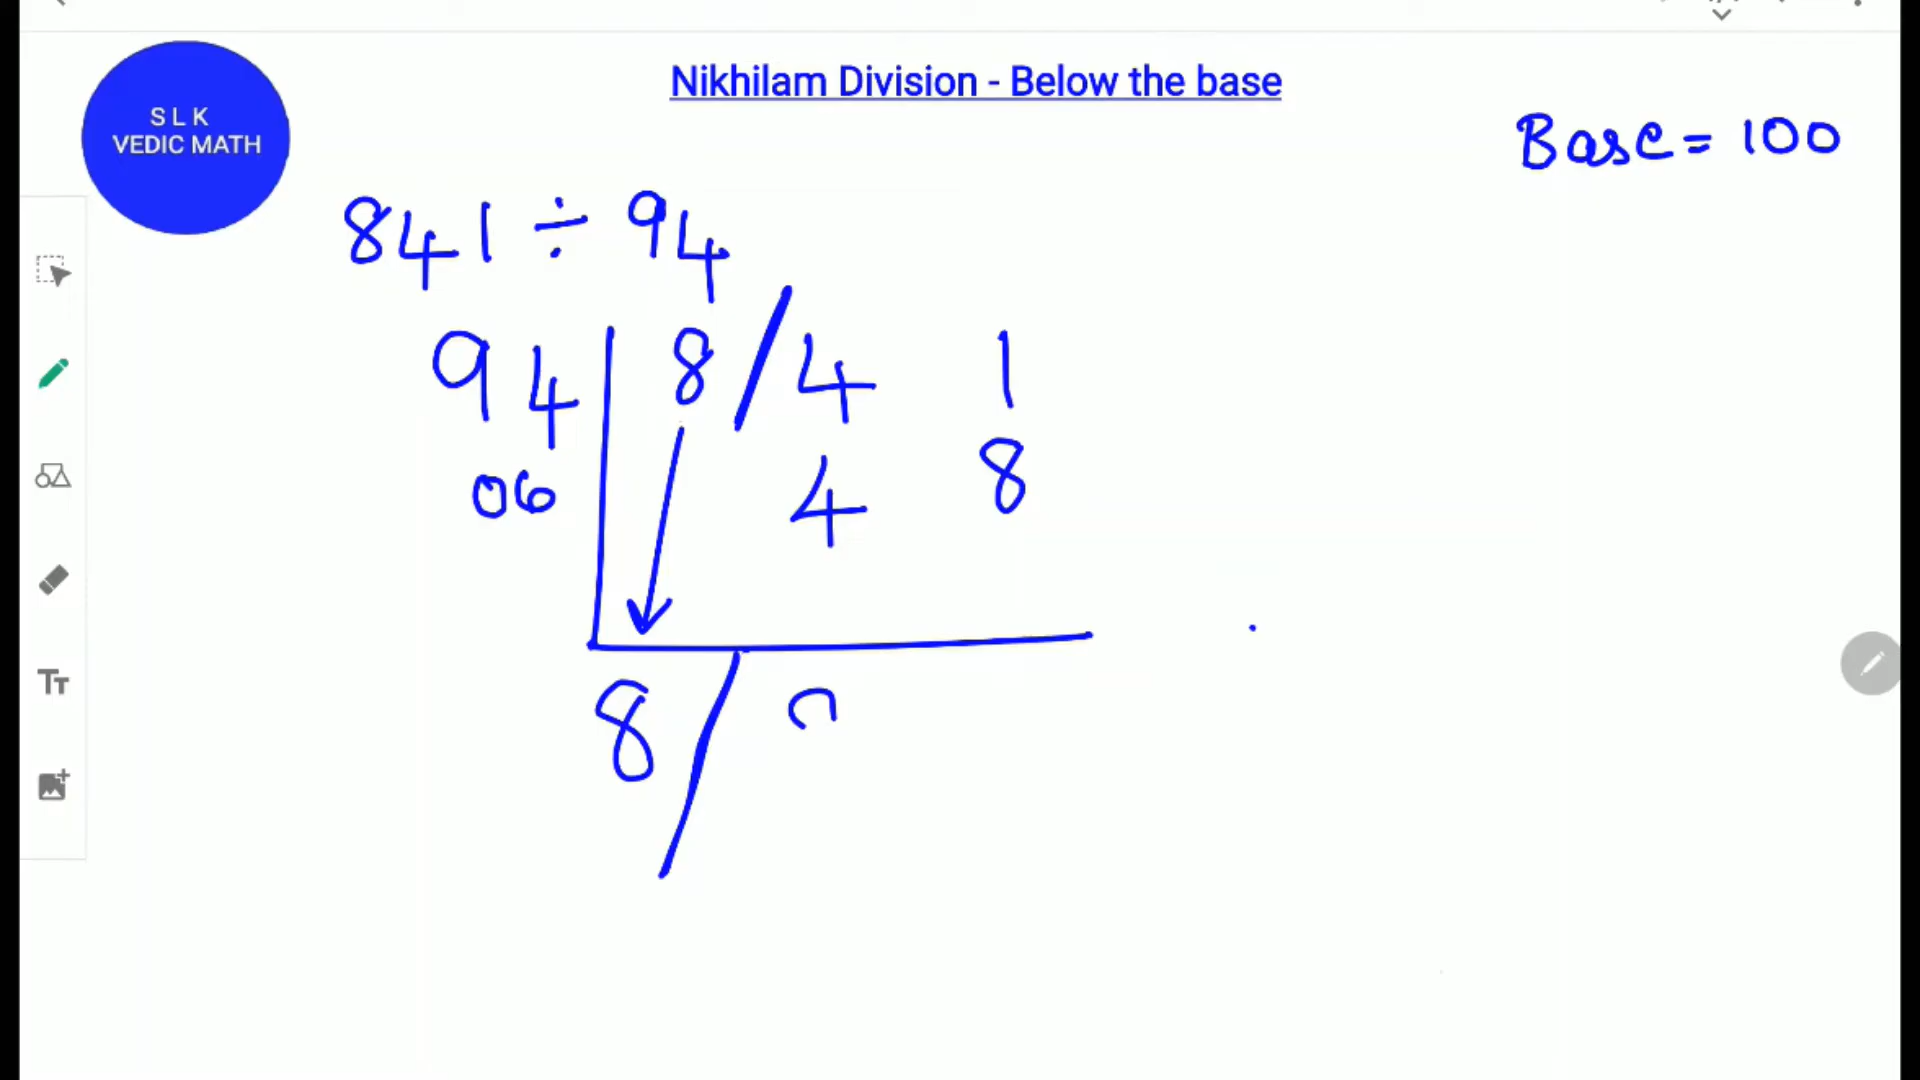 Nikhilam Division - Below the base
S L K
VEDIC MATH
Base = 100
841 ÷ 94
94 8 / 4 1
06 4 8
8 /
Tт